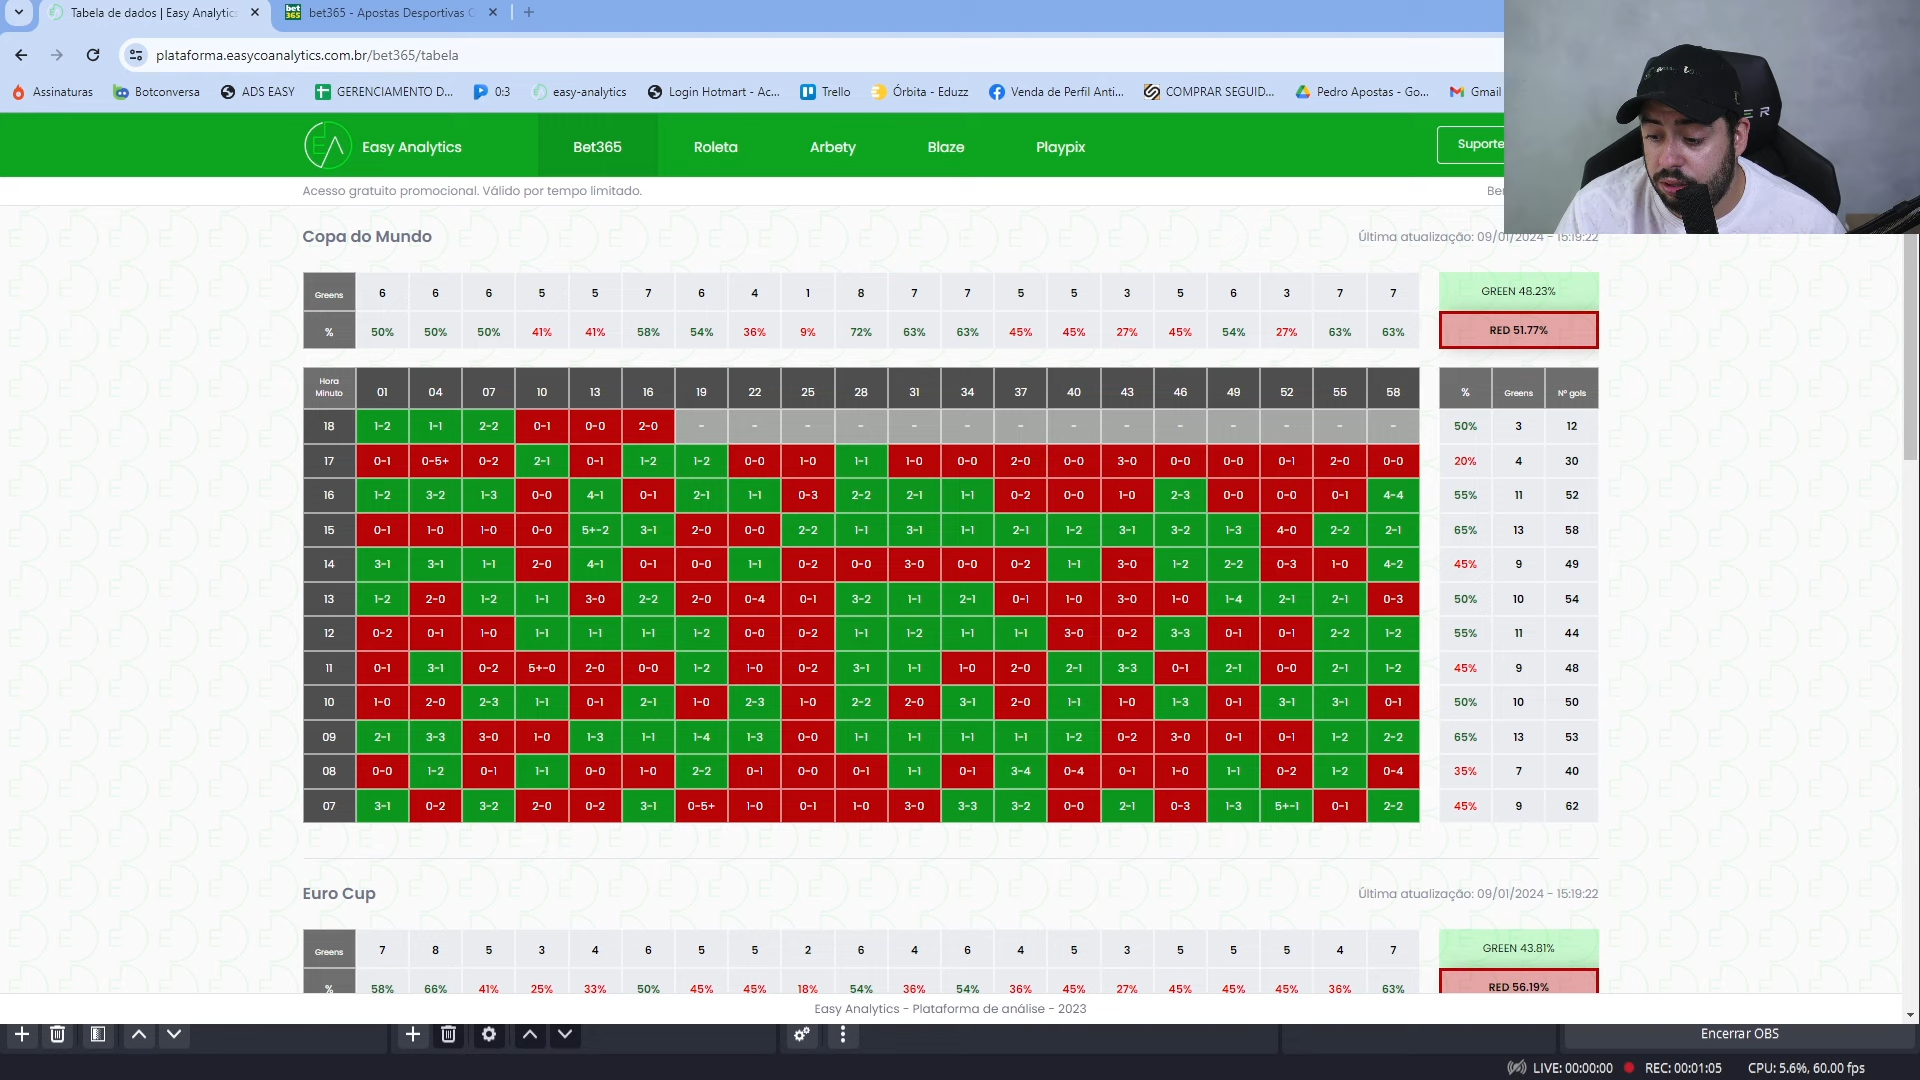 Tabela de dados | Easy Analytics
bet365 - Apostas Desportivas
plataforma.easycoanalytics.com.br/bet365/tabela
Assinaturas Botconversa ADS EASY GERENCIAMENTO D... 0:3 easy-analytics Login Hotmart - Ac... Trello Órbita - Eduzz Venda de Perfil Anti... COMPRAR SEGUID... Pedro Apostas - Go... Gmail
Easy Analytics Bet365 Roleta Arbety Blaze Playpix Suporte
Acesso gratuito promocional. Válido por tempo limitado.
Copa do Mundo Última atualização: 09/01/2024 - 15:19:22
Greens 6 6 6 5 5 7 6 4 1 8 7 7 5 5 3 5 6 3 7 7 GREEN 48.23%
% 50% 50% 50% 41% 41% 58% 54% 36% 9% 72% 63% 63% 45% 45% 27% 45% 54% 27% 63% 63% RED 51.77%
Hora
Minuto 01 04 07 10 13 16 19 22 25 28 31 34 37 40 43 46 49 52 55 58 % Greens Nº gols
18 1-2 1-1 2-2 0-1 0-0 2-0 - - - - - - - - - - - - - - 50% 3 12
17 0-1 0-5+ 0-2 2-1 0-1 1-2 1-2 0-0 1-0 1-1 1-0 0-0 2-0 0-0 3-0 0-0 0-0 0-1 2-0 0-0 20% 4 30
16 1-2 3-2 1-3 0-0 4-1 0-1 2-1 1-1 0-3 2-2 2-1 1-1 0-2 0-0 1-0 2-3 0-0 0-0 0-1 4-4 55% 11 52
15 0-1 1-0 1-0 0-0 5+-2 3-1 2-0 0-0 2-2 1-1 3-1 1-1 2-1 1-2 3-1 3-2 1-3 4-0 2-2 2-1 65% 13 58
14 3-1 3-1 1-1 2-0 4-1 0-1 0-0 1-1 0-2 0-0 3-0 0-0 0-2 1-1 3-0 1-2 2-2 0-3 1-0 4-2 45% 9 49
13 1-2 2-0 1-2 1-1 3-0 2-2 2-0 0-4 0-1 3-2 1-1 2-1 0-1 1-0 3-0 1-0 1-4 2-1 2-1 0-3 50% 10 54
12 0-2 0-1 1-0 1-1 1-1 1-1 1-2 0-0 0-2 1-1 1-2 1-1 1-1 3-0 0-2 3-3 0-1 0-1 2-2 1-2 55% 11 44
11 0-1 3-1 0-2 5+-0 2-0 0-0 1-2 1-0 0-2 3-1 1-1 1-0 2-0 2-1 3-3 0-1 2-1 0-0 2-1 1-2 45% 9 48
10 1-0 2-0 2-3 1-1 0-1 2-1 1-0 2-3 1-0 2-2 2-0 3-1 2-0 1-1 1-0 1-3 0-1 3-1 3-1 0-1 50% 10 50
09 2-1 3-3 3-0 1-0 1-3 1-1 1-4 1-3 0-0 1-1 1-1 1-1 1-1 1-2 0-2 3-0 0-1 0-1 1-2 2-2 65% 13 53
08 0-0 1-2 0-1 1-1 0-0 1-0 2-2 0-1 0-0 0-1 1-1 0-1 3-4 0-4 0-1 1-0 1-1 0-2 1-2 0-4 35% 7 40
07 3-1 0-2 3-2 2-0 0-2 3-1 0-5+ 1-0 0-1 1-0 3-0 3-3 3-2 0-0 2-1 0-3 1-3 5+-1 0-1 2-2 45% 9 62
Euro Cup Última atualização: 09/01/2024 - 15:19:22
Greens 7 8 5 3 4 6 5 5 2 6 4 6 4 5 3 5 5 5 4 7 GREEN 43.81%
% 58% 66% 41% 25% 33% 50% 45% 45% 18% 54% 36% 54% 36% 45% 27% 45% 45% 45% 36% 63% RED 56.19%
Easy Analytics - Plataforma de análise - 2023
Encerrar OBS
LIVE: 00:00:00 REC: 00:01:05 CPU: 5.6%, 60.00 fps